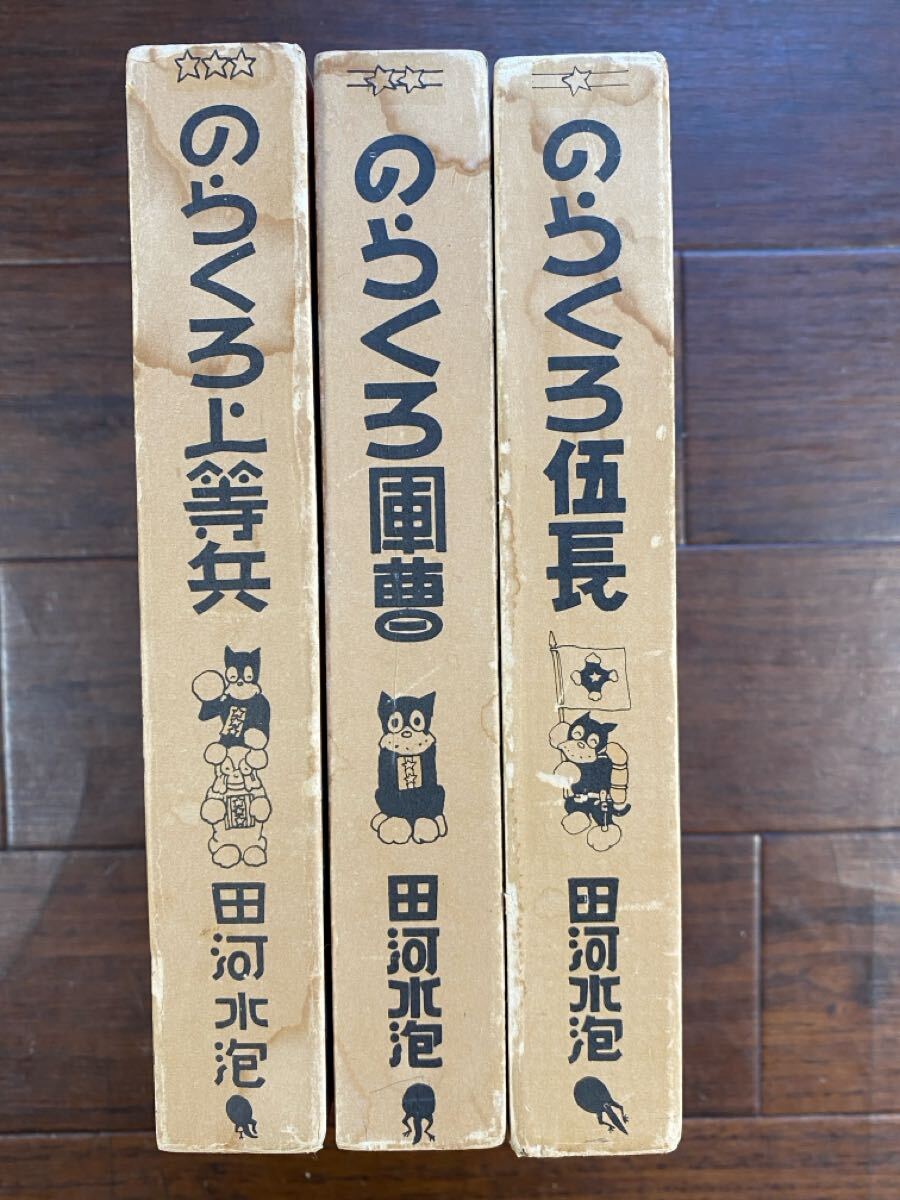 のらくろ上等兵
田河水泡
のらくろ軍曹
田河水泡
のらくろ伍長
田河水泡